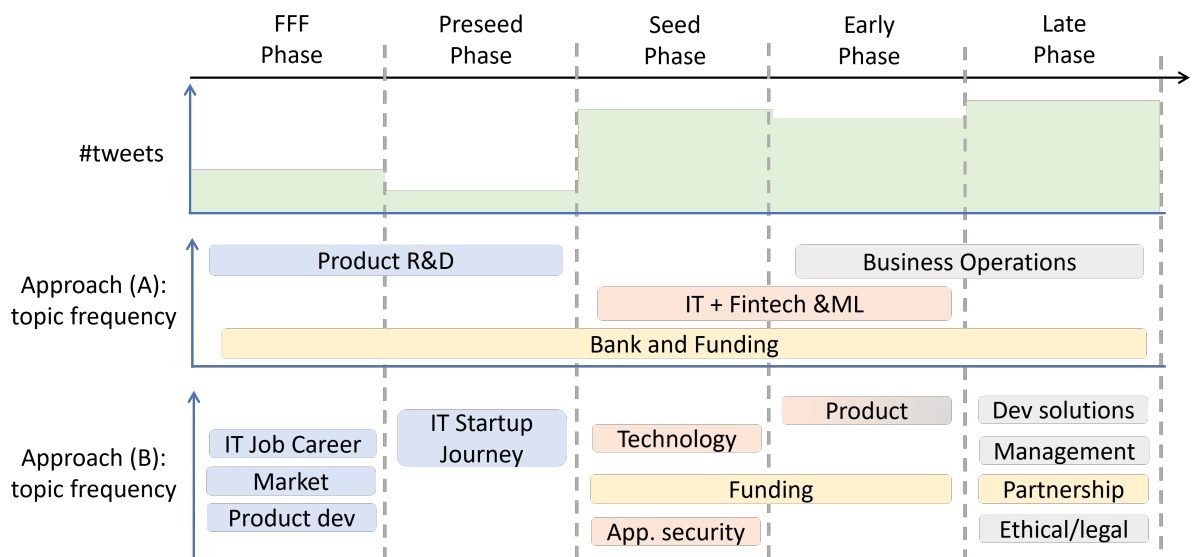 FFF
Phase
Preseed
Phase
Seed
Phase
Early
Phase
Late
Phase
#tweets
Approach (A):
topic frequency
Product R&D
Business Operations
IT + Fintech &ML
Bank and Funding
Approach (B):
topic frequency
IT Job Career
Market
Product dev
IT Startup
Journey
Technology
Funding
App. security
Product
Dev solutions
Management
Partnership
Ethical/legal